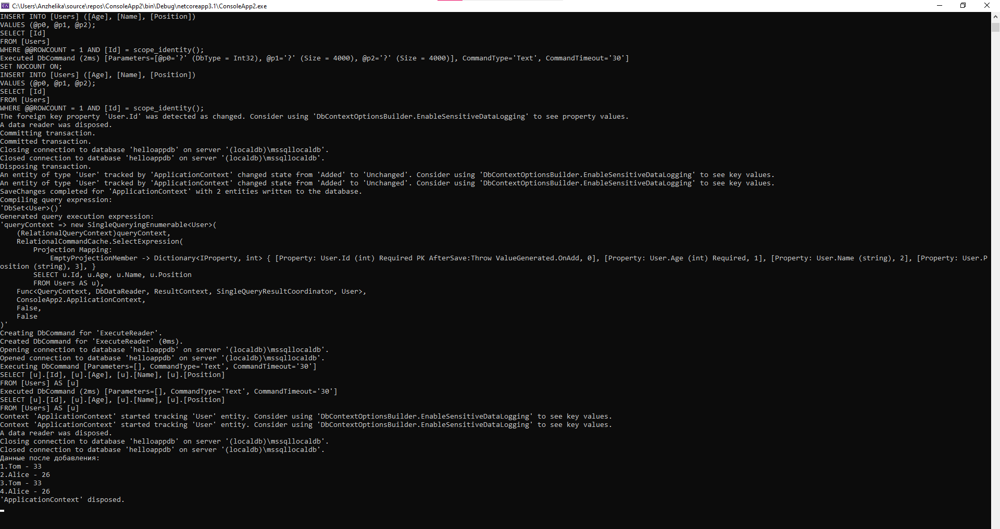 C:\Users\Anzhelika\source\repos\ConsoleApp2\bin\Debug\netcoreapp3.1\ConsoleApp2.exe
INSERT INTO [Users] ([Age], [Name], [Position])
VALUES (@p0, @p1, @p2);
SELECT [Id]
FROM [Users]
WHERE @@ROWCOUNT = 1 AND [Id] = scope_identity();
Executed DbCommand (2ms) [Parameters=[@p0='?' (DbType = Int32), @p1='?' (Size = 4000), @p2='?' (Size = 4000)], CommandType='Text', CommandTimeout='30']
SET NOCOUNT ON;
INSERT INTO [Users] ([Age], [Name], [Position])
VALUES (@p0, @p1, @p2);
SELECT [Id]
FROM [Users]
WHERE @@ROWCOUNT = 1 AND [Id] = scope_identity();
The foreign key property 'User.Id' was detected as changed. Consider using 'DbContextOptionsBuilder.EnableSensitiveDataLogging' to see property values.
A data reader was disposed.
Committing transaction.
Committed transaction.
Closing connection to database 'helloappdb' on server '(localdb)\mssqllocaldb'.
Closed connection to database 'helloappdb' on server '(localdb)\mssqllocaldb'.
Disposing transaction.
An entity of type 'User' tracked by 'ApplicationContext' changed state from 'Added' to 'Unchanged'. Consider using 'DbContextOptionsBuilder.EnableSensitiveDataLogging' to see key values.
An entity of type 'User' tracked by 'ApplicationContext' changed state from 'Added' to 'Unchanged'. Consider using 'DbContextOptionsBuilder.EnableSensitiveDataLogging' to see key values.
SaveChanges completed for 'ApplicationContext' with 2 entities written to the database.
Compiling query expression:
'DbSet<User>()'
Generated query execution expression:
'queryContext => new SingleQueryingEnumerable<User>(
    (RelationalQueryContext)queryContext,
    RelationalCommandCache.SelectExpression(
        Projection Mapping:
            EmptyProjectionMember -> Dictionary<IProperty, int> { [Property: User.Id (int) Required PK AfterSave:Throw ValueGenerated.OnAdd, 0], [Property: User.Age (int) Required, 1], [Property: User.Name (string), 2], [Property: User.P
osition (string), 3], }
        SELECT u.Id, u.Age, u.Name, u.Position
        FROM Users AS u),
    Func<QueryContext, DbDataReader, ResultContext, SingleQueryResultCoordinator, User>,
    ConsoleApp2.ApplicationContext,
    False,
    False
)'
Creating DbCommand for 'ExecuteReader'.
Created DbCommand for 'ExecuteReader' (0ms).
Opening connection to database 'helloappdb' on server '(localdb)\mssqllocaldb'.
Opened connection to database 'helloappdb' on server '(localdb)\mssqllocaldb'.
Executing DbCommand [Parameters=[], CommandType='Text', CommandTimeout='30']
SELECT [u].[Id], [u].[Age], [u].[Name], [u].[Position]
FROM [Users] AS [u]
Executed DbCommand (2ms) [Parameters=[], CommandType='Text', CommandTimeout='30']
SELECT [u].[Id], [u].[Age], [u].[Name], [u].[Position]
FROM [Users] AS [u]
Context 'ApplicationContext' started tracking 'User' entity. Consider using 'DbContextOptionsBuilder.EnableSensitiveDataLogging' to see key values.
Context 'ApplicationContext' started tracking 'User' entity. Consider using 'DbContextOptionsBuilder.EnableSensitiveDataLogging' to see key values.
A data reader was disposed.
Closing connection to database 'helloappdb' on server '(localdb)\mssqllocaldb'.
Closed connection to database 'helloappdb' on server '(localdb)\mssqllocaldb'.
Данные после добавления:
1.Tom - 33
2.Alice - 26
3.Tom - 33
4.Alice - 26
'ApplicationContext' disposed.